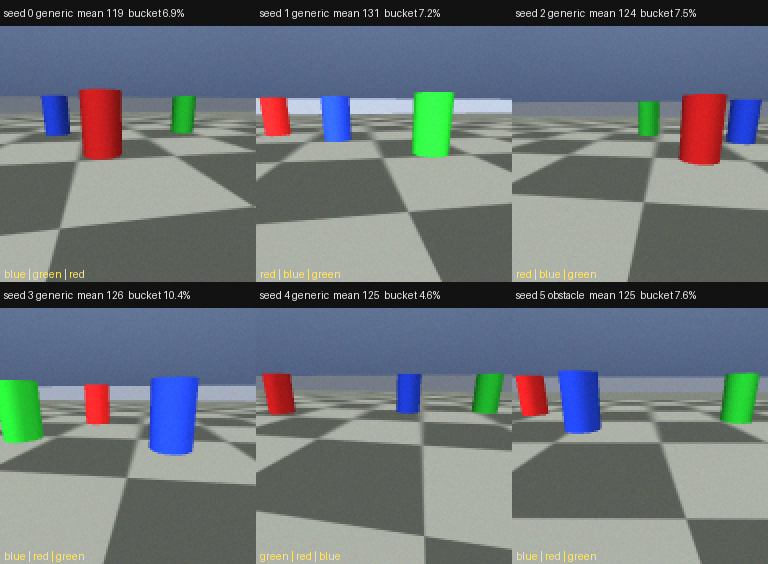 seed 0 generic mean 119 bucket 6.9%
seed 1 generic mean 131 bucket 7.2%
seed 2 generic mean 124 bucket 7.5%
blue | green | red
red | blue | green
red | blue | green
seed 3 generic mean 126 bucket 10.4%
seed 4 generic mean 125 bucket 4.6%
seed 5 obstacle mean 125 bucket 7.6%
blue | red | green
green | red | blue
blue | red | green